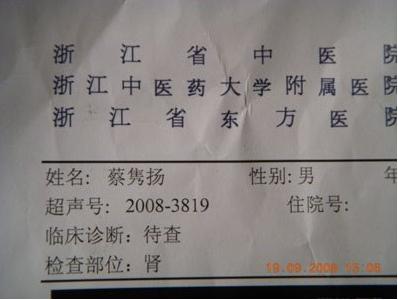 浙江省中医院
浙江中医药大学附属医院
浙江省东方医院
姓名: 蔡隽扬 性别: 男 年
超声号: 2008-3819 住院号:
临床诊断: 待查
检查部位: 肾
19.09.2008 13:08